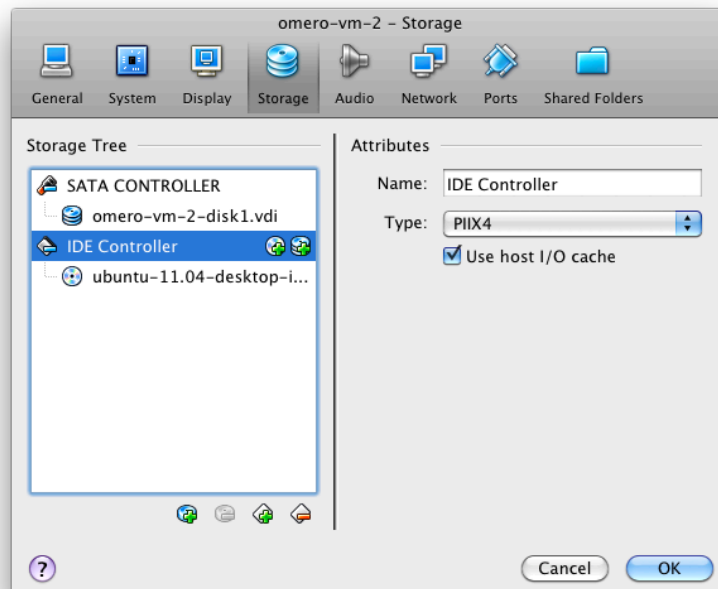 omero-vm-2 – Storage
General System Display Storage Audio Network Ports Shared Folders
Storage Tree
SATA CONTROLLER
omero-vm-2-disk1.vdi
IDE Controller
ubuntu-11.04-desktop-i...
Attributes
Name: IDE Controller
Type: PIIX4
Use host I/O cache
? Cancel OK